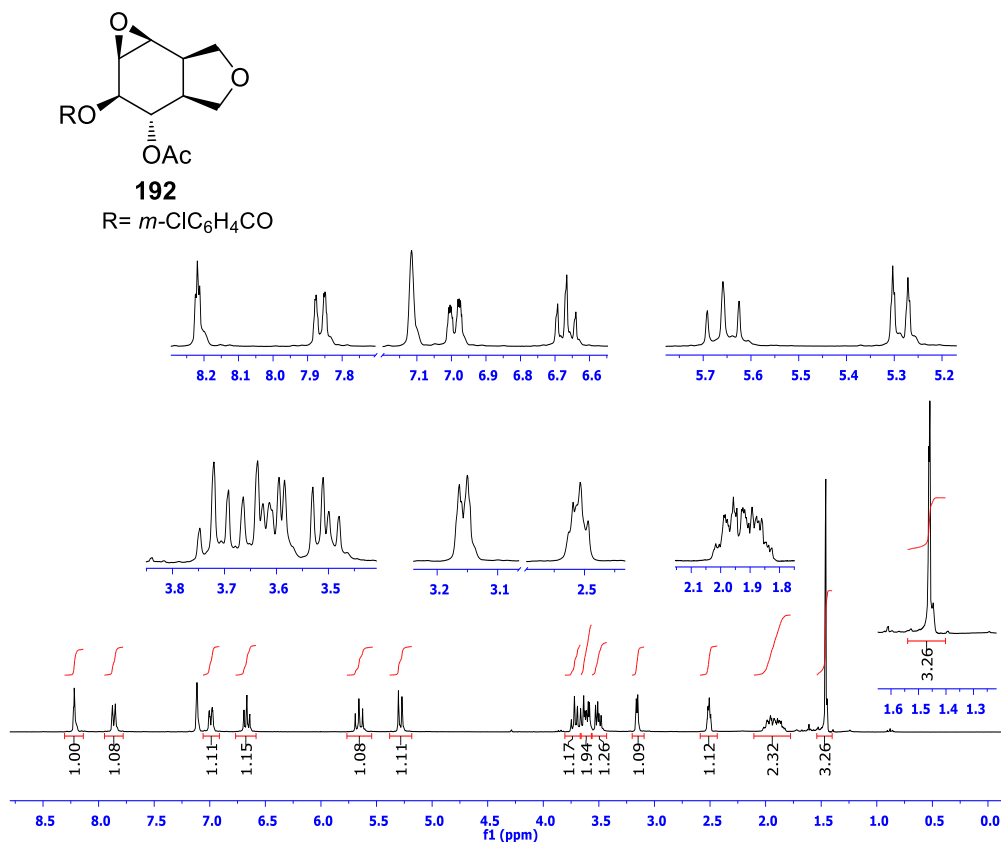 O
O
RO
OAc
192
R= m-ClC6H4CO
8.2 8.1 8.0 7.9 7.8
7.1 7.0 6.9 6.8 6.7 6.6
5.7 5.6 5.5 5.4 5.3 5.2
3.8 3.7 3.6 3.5
3.2 3.1
2.5
2.1 2.0 1.9 1.8
3.26
1.6 1.5 1.4 1.3
1.00 1.08 1.11 1.15 1.08 1.11 1.17 1.94 1.26 1.09 1.12 2.32 3.26
8.5 8.0 7.5 7.0 6.5 6.0 5.5 5.0 4.5 4.0 3.5 3.0 2.5 2.0 1.5 1.0 0.5 0.0
f1 (ppm)